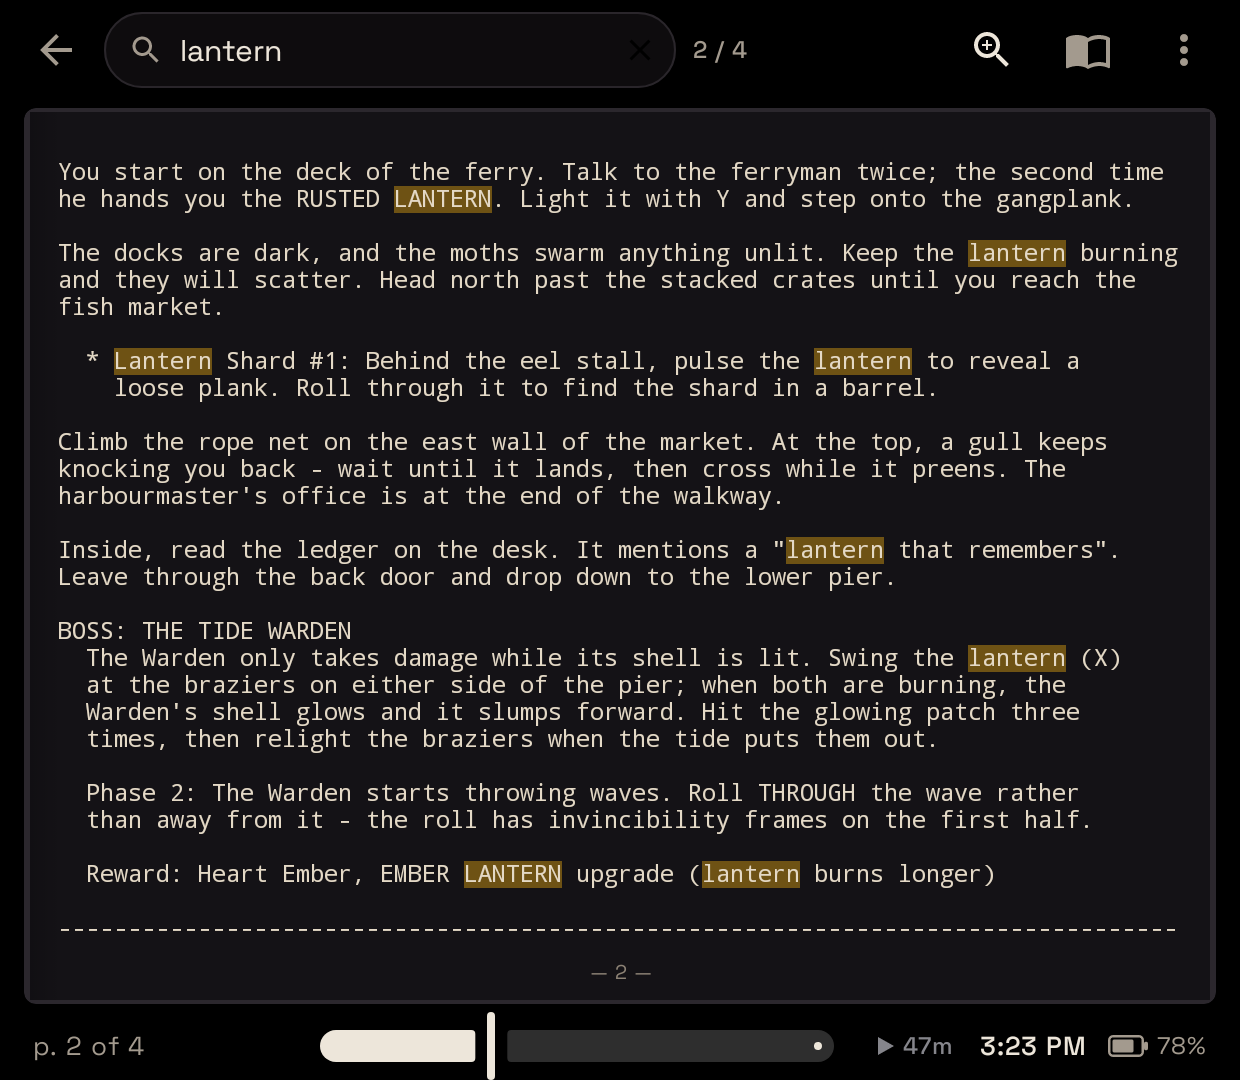 lantern
2 / 4
You start on the deck of the ferry. Talk to the ferryman twice; the second time
he hands you the RUSTED LANTERN. Light it with Y and step onto the gangplank.
The docks are dark, and the moths swarm anything unlit. Keep the lantern burning
and they will scatter. Head north past the stacked crates until you reach the
fish market.
* Lantern Shard #1: Behind the eel stall, pulse the lantern to reveal a
loose plank. Roll through it to find the shard in a barrel.
Climb the rope net on the east wall of the market. At the top, a gull keeps
knocking you back - wait until it lands, then cross while it preens. The
harbourmaster's office is at the end of the walkway.
Inside, read the ledger on the desk. It mentions a "lantern that remembers".
Leave through the back door and drop down to the lower pier.
BOSS: THE TIDE WARDEN
The Warden only takes damage while its shell is lit. Swing the lantern (X)
at the braziers on either side of the pier; when both are burning, the
Warden's shell glows and it slumps forward. Hit the glowing patch three
times, then relight the braziers when the tide puts them out.
Phase 2: The Warden starts throwing waves. Roll THROUGH the wave rather
than away from it - the roll has invincibility frames on the first half.
Reward: Heart Ember, EMBER LANTERN upgrade (lantern burns longer)
--------------------------------------------------------------------------------
— 2 —
p. 2 of 4
47m
3:23 PM
78%